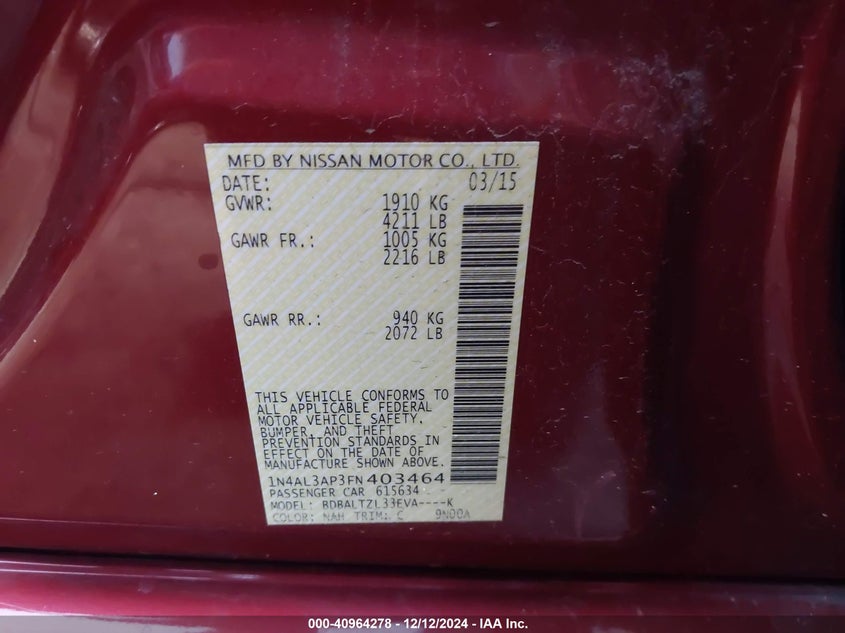 MFD BY NISSAN MOTOR CO., LTD.
DATE: 03/15
GVWR: 1910 KG
4211 LB
GAWR FR.: 1005 KG
2216 LB
GAWR RR.: 940 KG
2072 LB
THIS VEHICLE CONFORMS TO
ALL APPLICABLE FEDERAL
MOTOR VEHICLE SAFETY,
BUMPER, AND THEFT
PREVENTION STANDARDS IN
EFFECT ON THE DATE OF
MANUFACTURE SHOWN ABOVE.
1N4AL3AP3FN403464
PASSENGER CAR 615634
MODEL: BDBALTZL33EVA----K
COLOR: NAH TRIM: C 9N00A
000-40964278 - 12/12/2024 - IAA Inc.